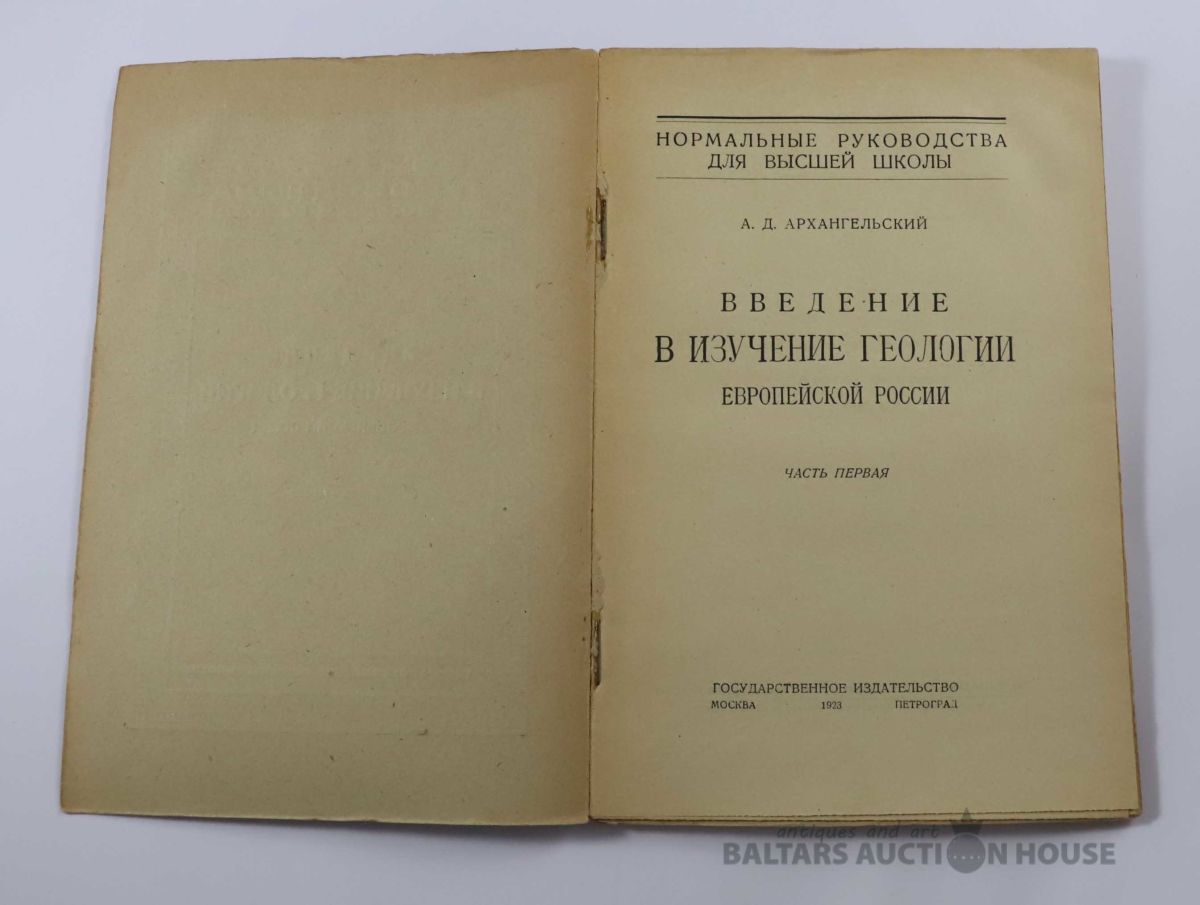 НОРМАЛЬНЫЕ РУКОВОДСТВА
ДЛЯ ВЫСШЕЙ ШКОЛЫ
А. Д. АРХАНГЕЛЬСКИЙ
ВВЕДЕНИЕ
В ИЗУЧЕНИЕ ГЕОЛОГИИ
ЕВРОПЕЙСКОЙ РОССИИ
ЧАСТЬ ПЕРВАЯ
ГОСУДАРСТВЕННОЕ ИЗДАТЕЛЬСТВО
МОСКВА 1923 ПЕТРОГРАД
antiques and art
BALTARS AUCTION HOUSE